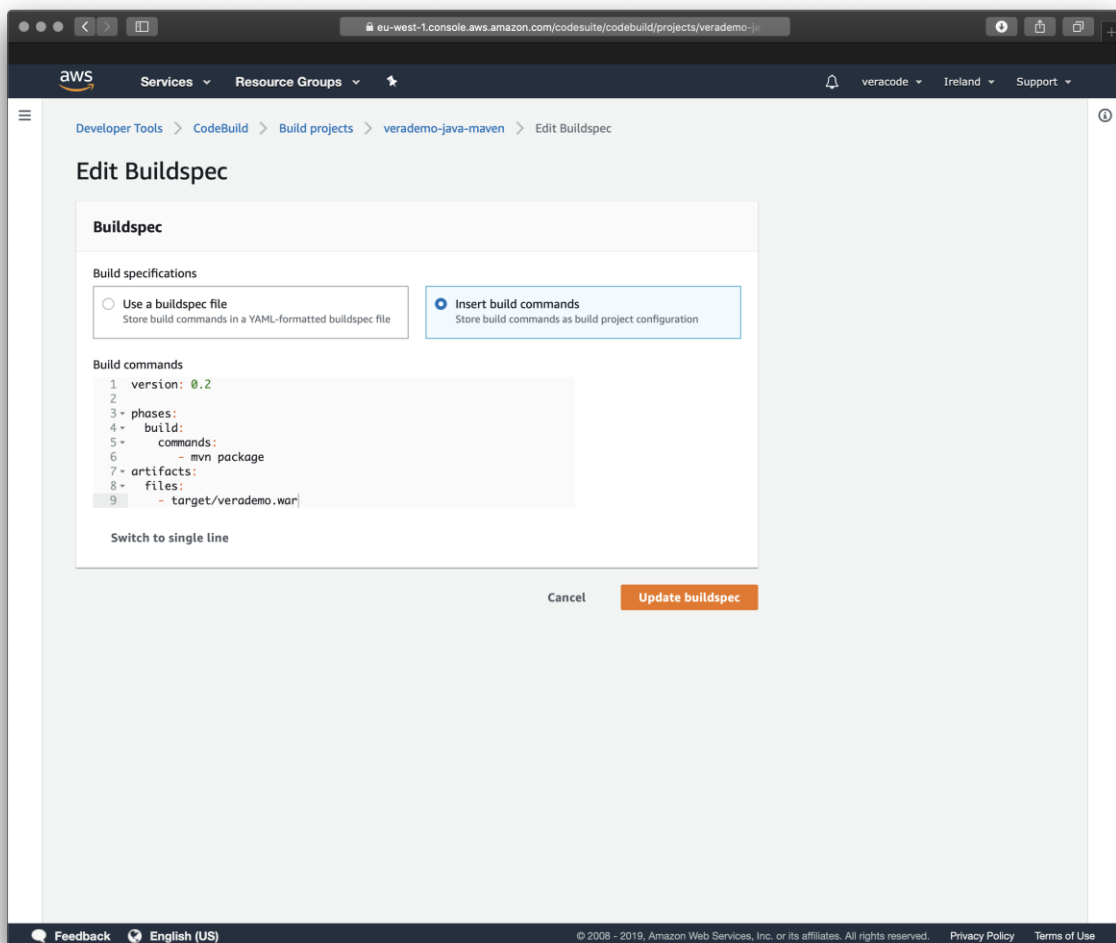 eu-west-1.console.aws.amazon.com/codesuite/codebuild/projects/verademo-ja
aws Services Resource Groups veracode Ireland Support
Developer Tools > CodeBuild > Build projects > verademo-java-maven > Edit Buildspec
Edit Buildspec
Buildspec
Build specifications
Use a buildspec file
Store build commands in a YAML-formatted buildspec file
Insert build commands
Store build commands as build project configuration
Build commands
1 version: 0.2
2
3 phases:
4   build:
5     commands:
6        - mvn package
7 artifacts:
8   files:
9     - target/verademo.war
Switch to single line
Cancel Update buildspec
Feedback English (US) © 2008 - 2019, Amazon Web Services, Inc. or its affiliates. All rights reserved. Privacy Policy Terms of Use